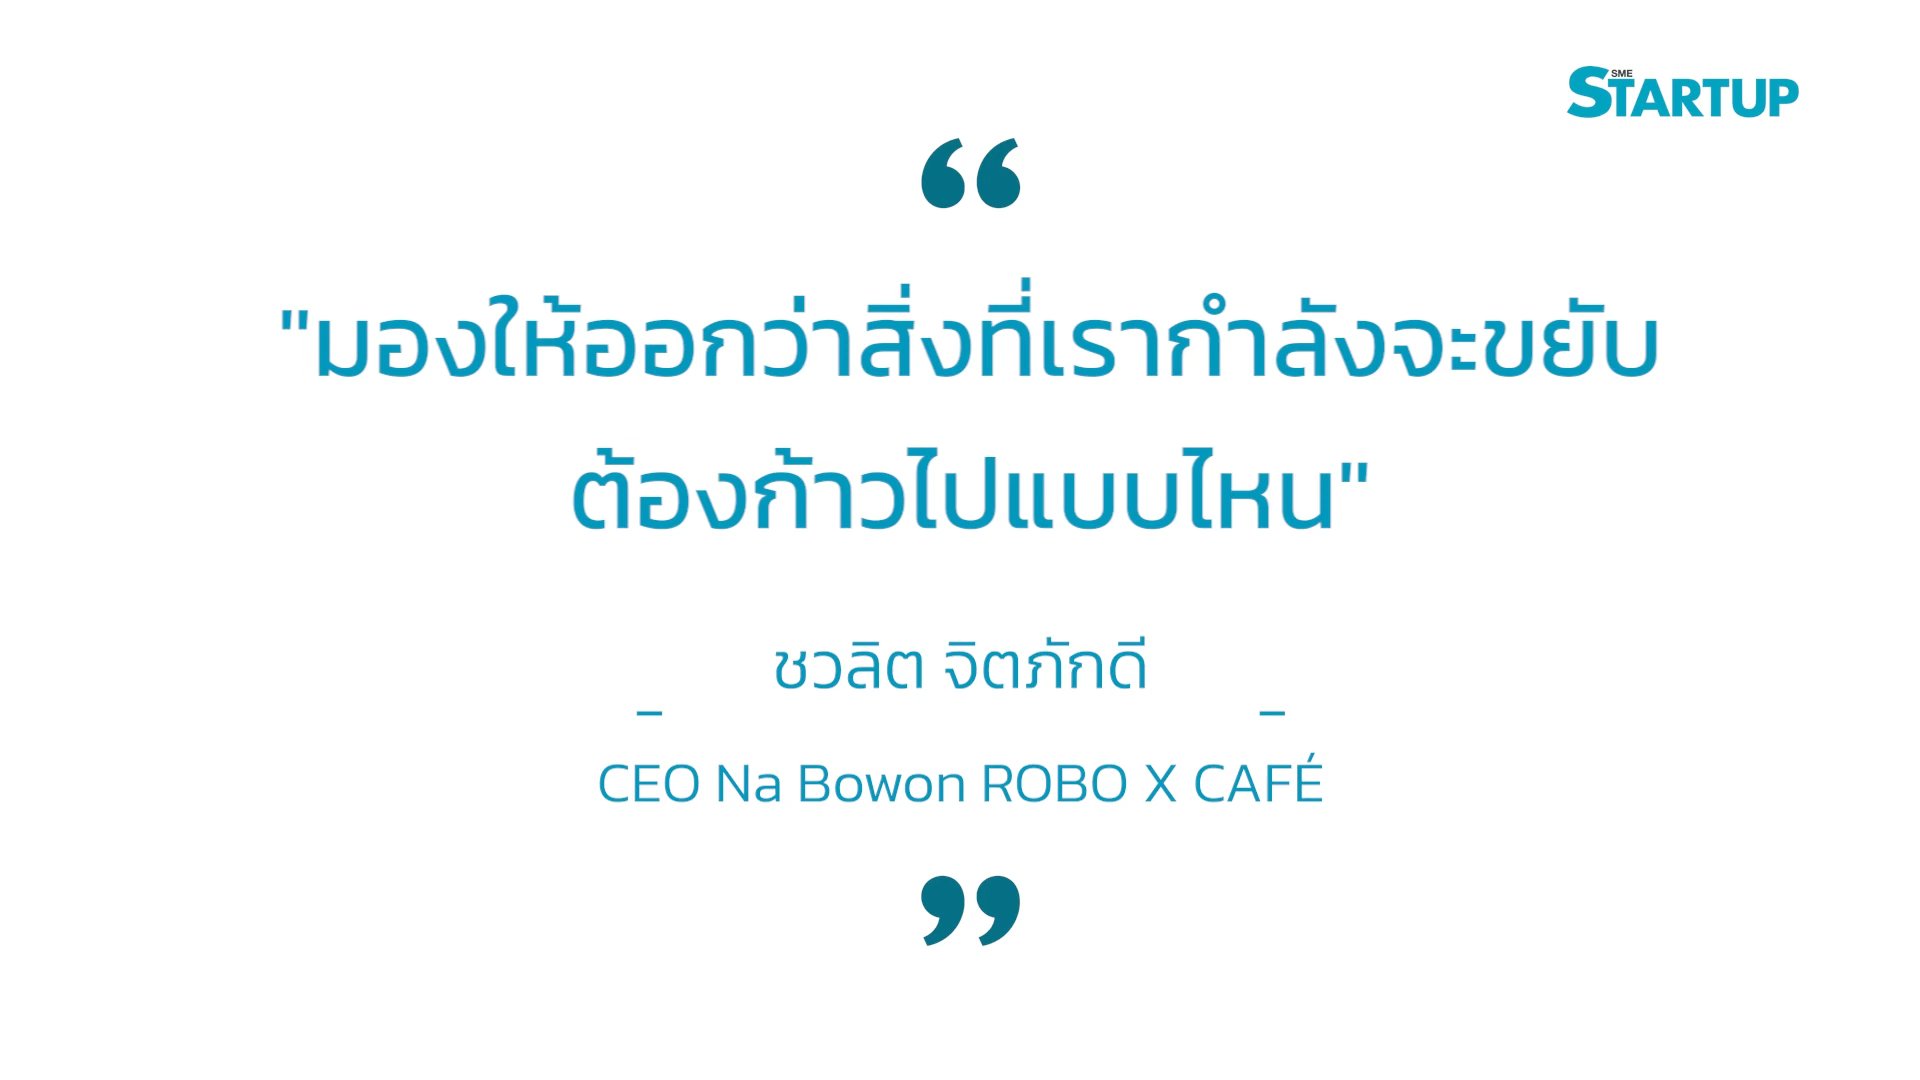 SME
STARTUP
“
"มองให้ออกว่าสิ่งที่เรากำลังจะขยับ
ต้องก้าวไปแบบไหน"
ชวลิต จิตภักดี
– –
CEO Na Bowon ROBO X CAFÉ
”